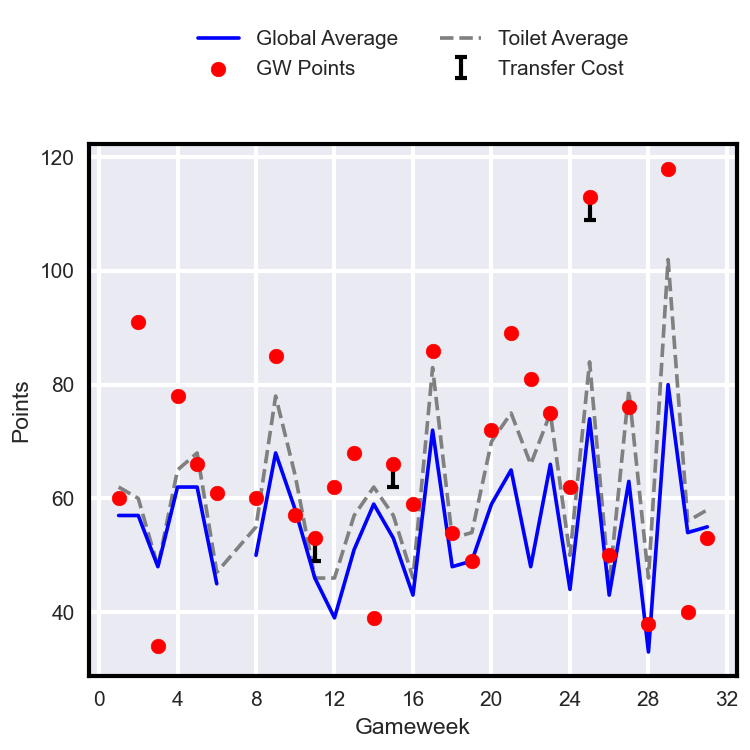 Global Average
Toilet Average
GW Points
Transfer Cost
120
100
80
60
40
Points
0 4 8 12 16 20 24 28 32
Gameweek